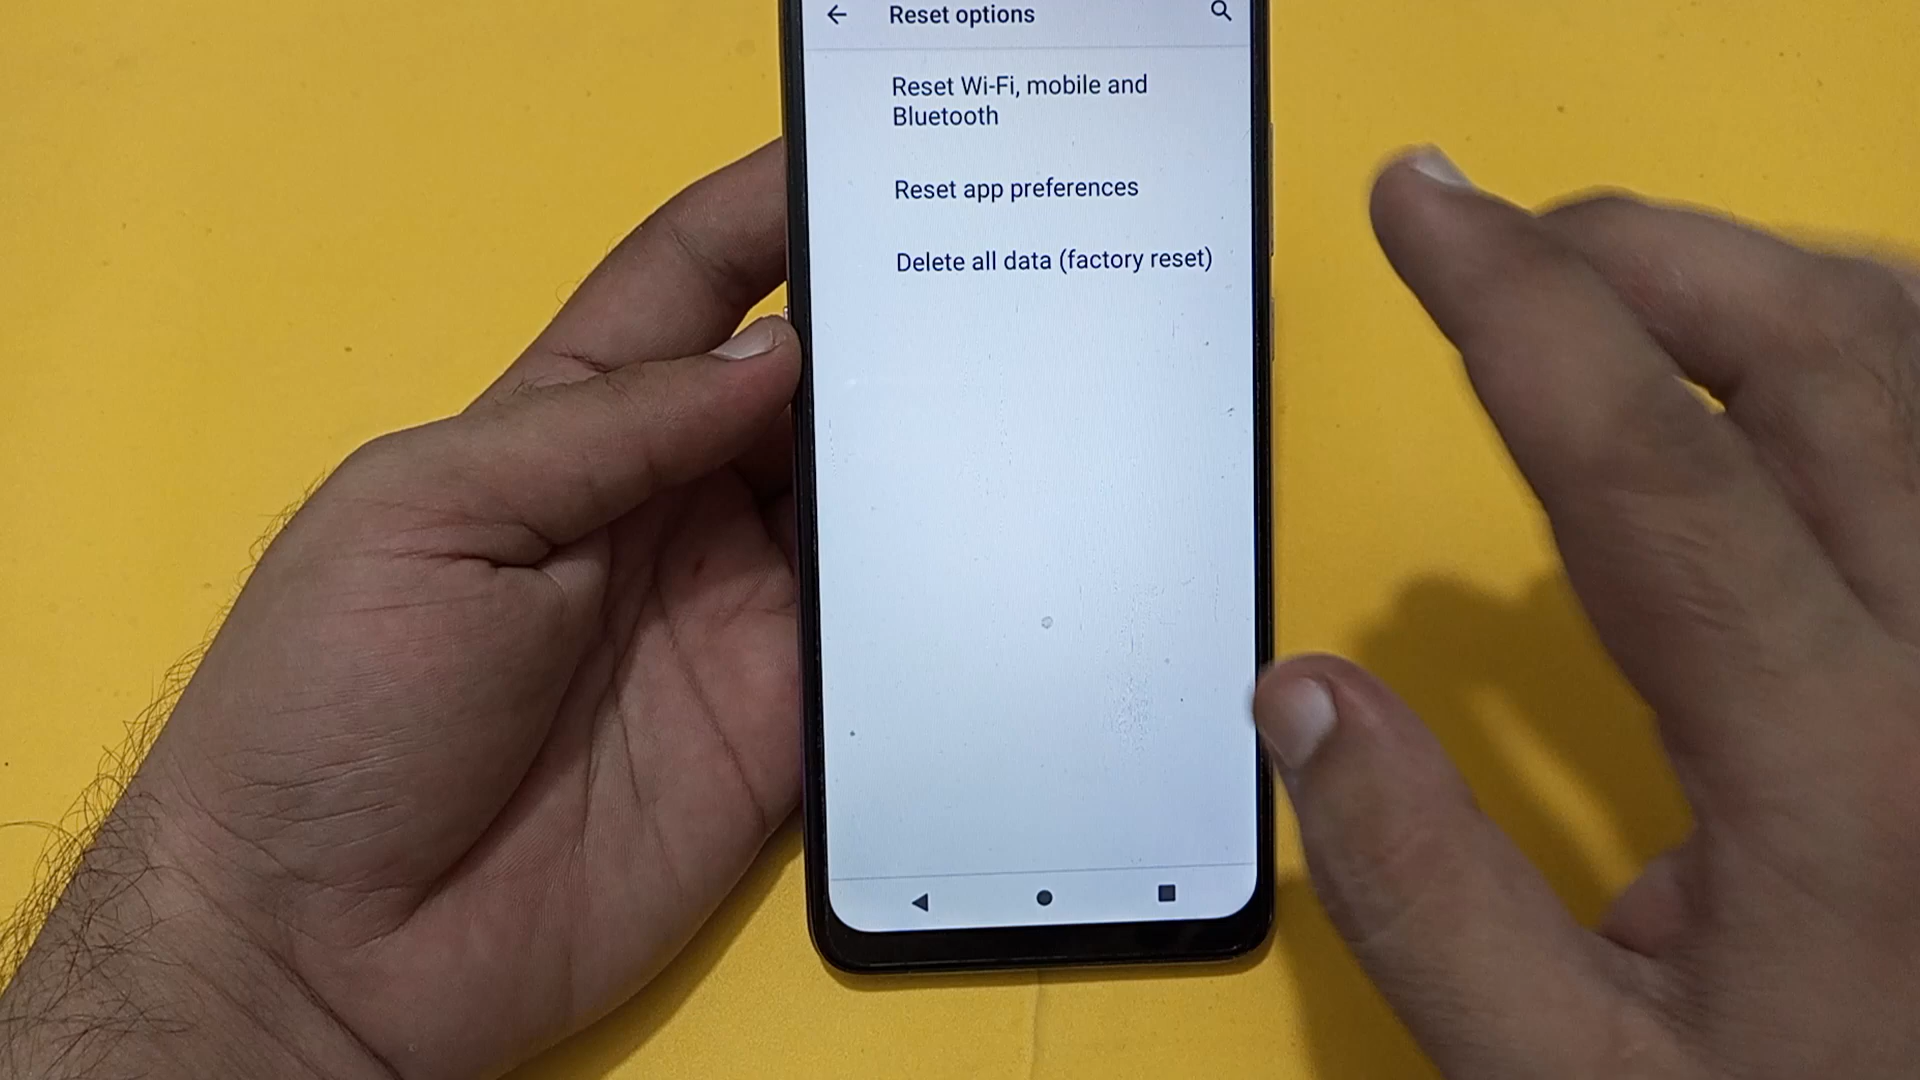 Reset options
Reset Wi-Fi, mobile and
Bluetooth
Reset app preferences
Delete all data (factory reset)